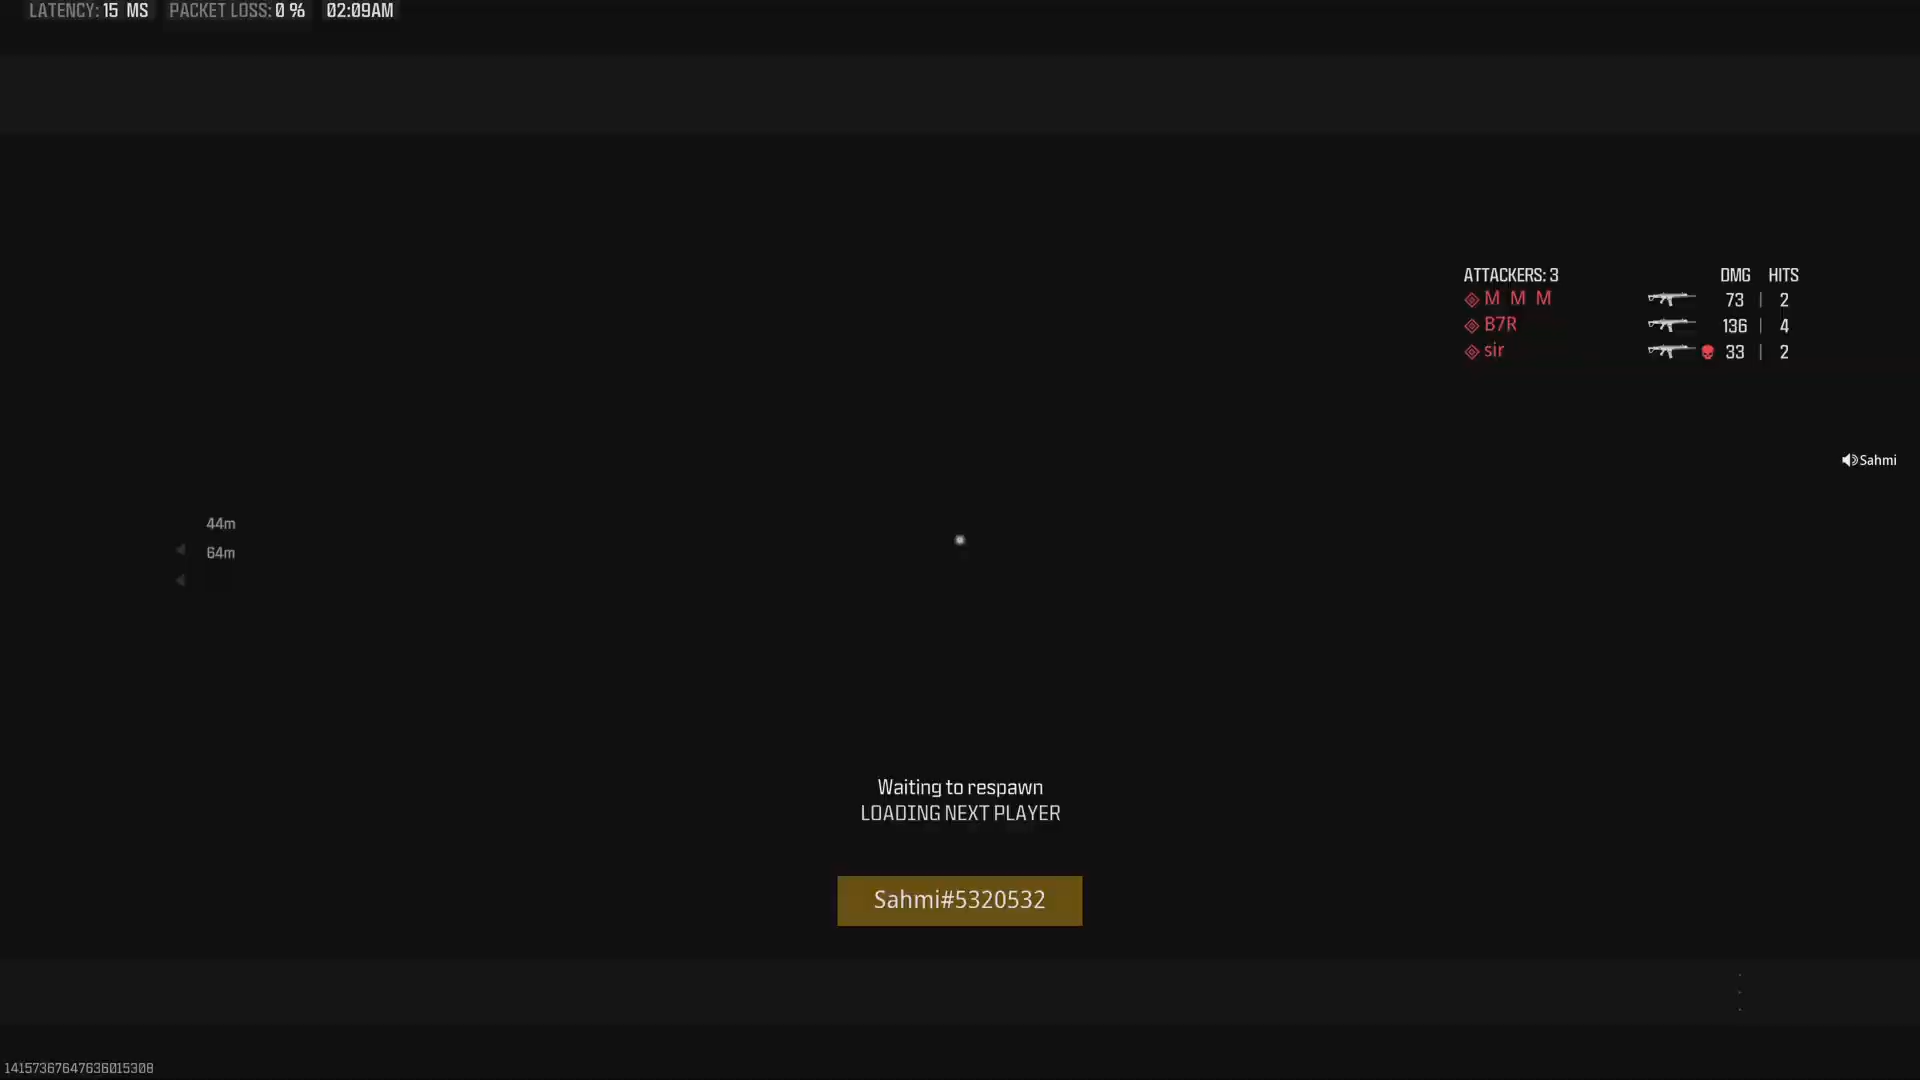 LATENCY: 15 MS PACKET LOSS: 0 % 02:09AM
ATTACKERS: 3 DMG HITS
M M M 73 | 2
B7R 136 | 4
sir 33 | 2
Sahmi
44m
64m
Waiting to respawn
LOADING NEXT PLAYER
Sahmi#5320532
14157367647636015308